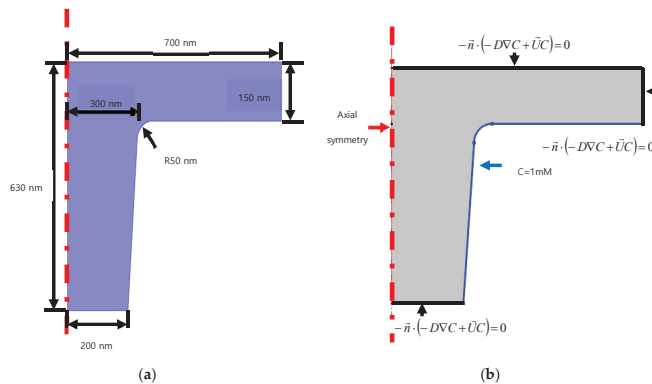 700 nm
300 nm
150 nm
R50 nm
630 nm
200 nm
(a)
−n⃗·(−D∇C+U⃗C)=0
Axial
symmetry
−n⃗·(−D∇C+U⃗C)=0
C=1mM
−n⃗·(−D∇C+U⃗C)=0
(b)